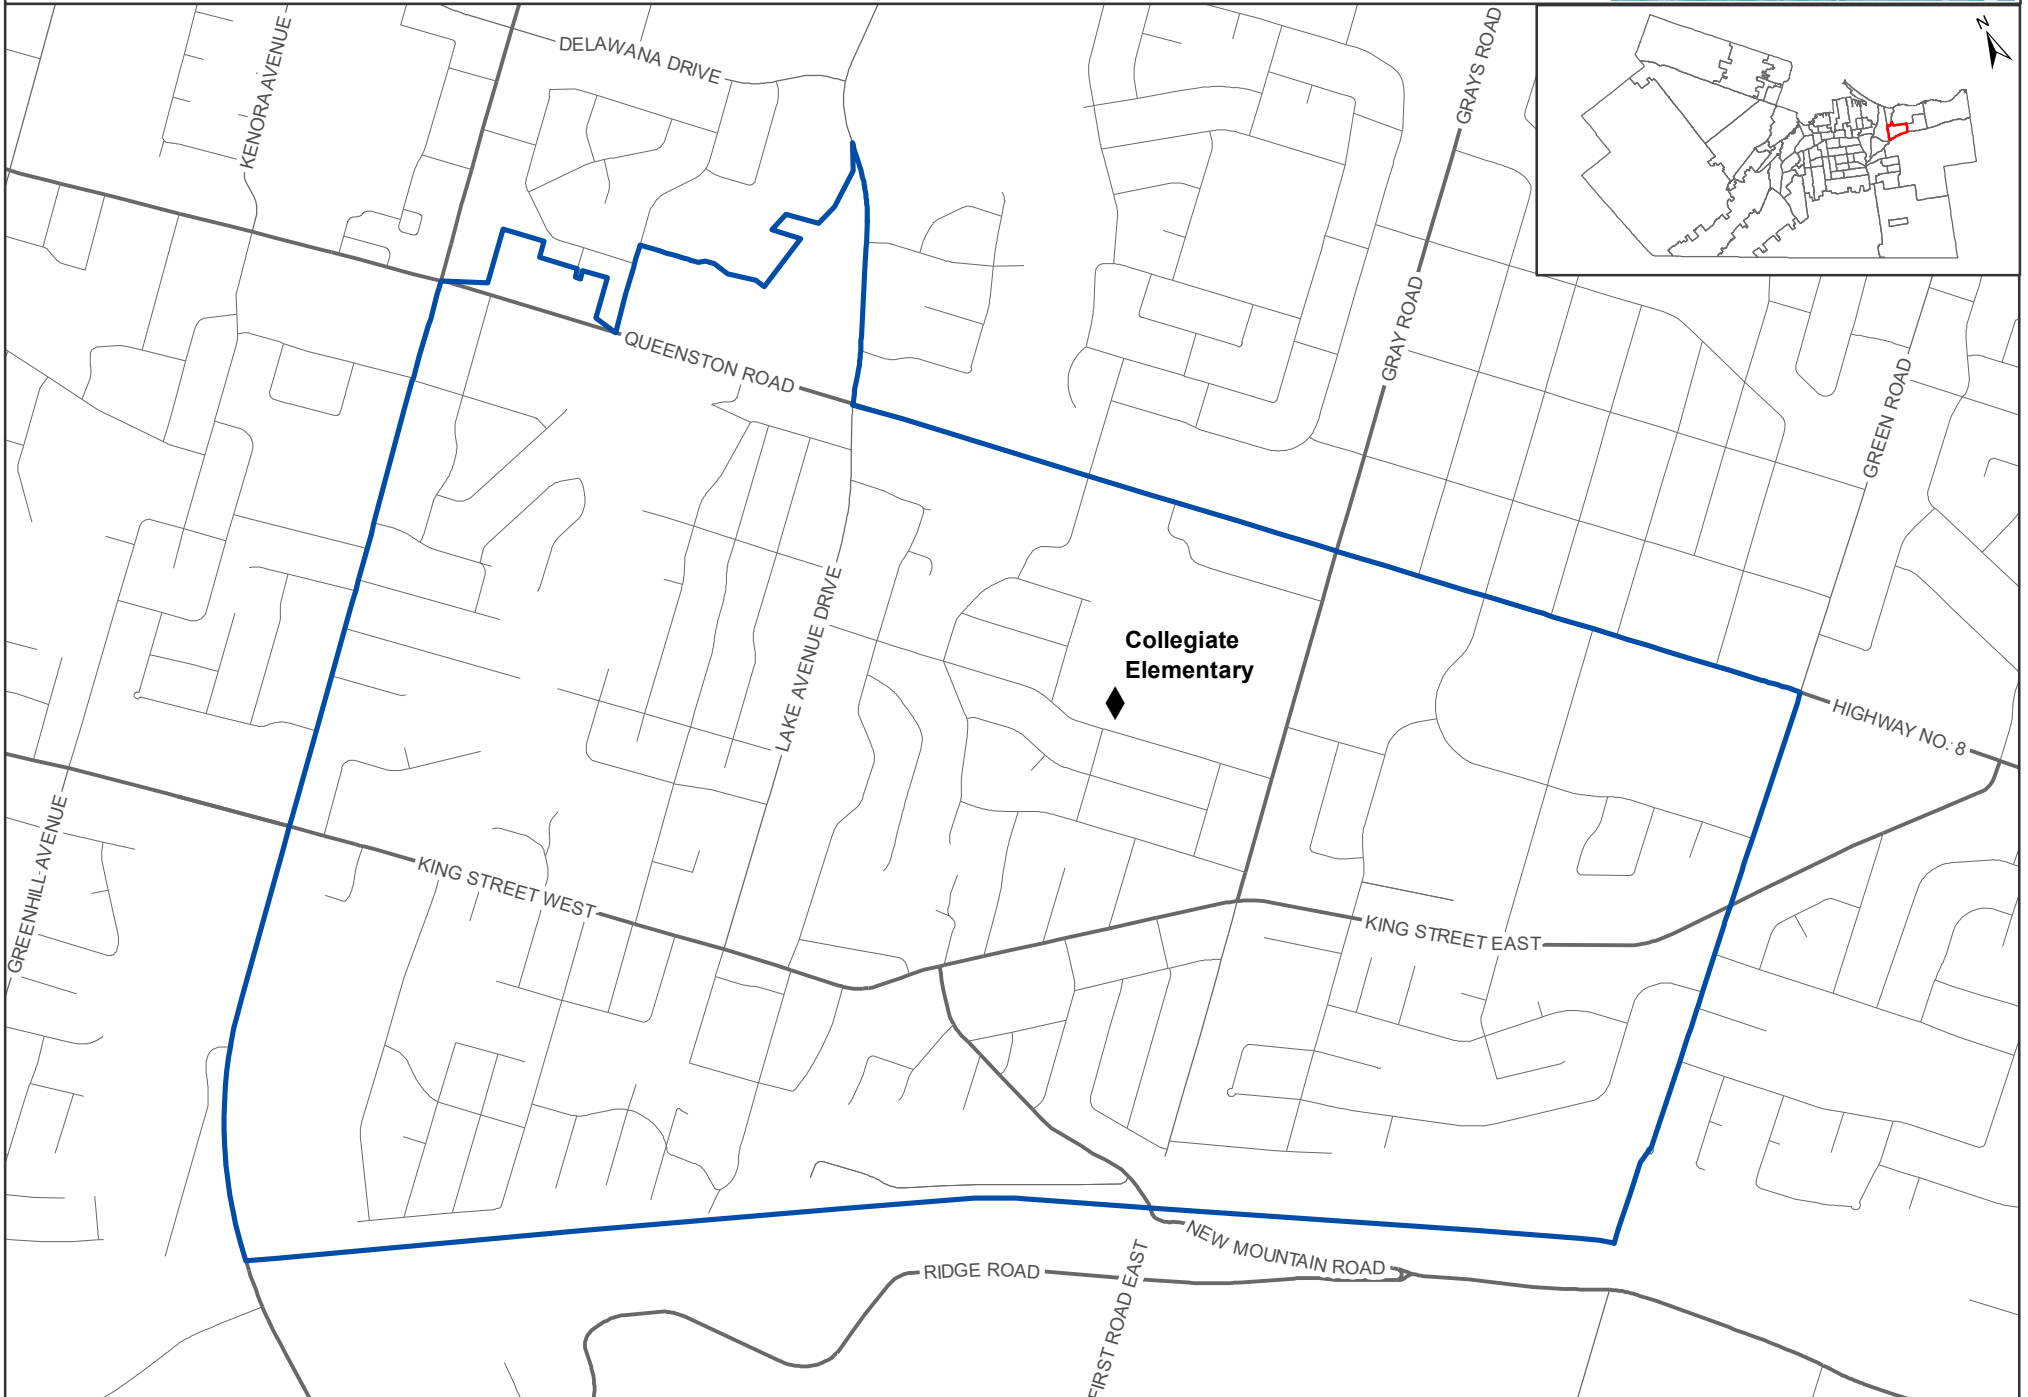 DELAWANA DRIVE
KENORA AVENUE
GRAYS ROAD
N
QUEENSTON ROAD
GRAY ROAD
GREEN ROAD
LAKE AVENUE DRIVE
Collegiate
Elementary
HIGHWAY NO. 8
GREENHILL AVENUE
KING STREET WEST
KING STREET EAST
NEW MOUNTAIN ROAD
RIDGE ROAD
FIRST ROAD EAST